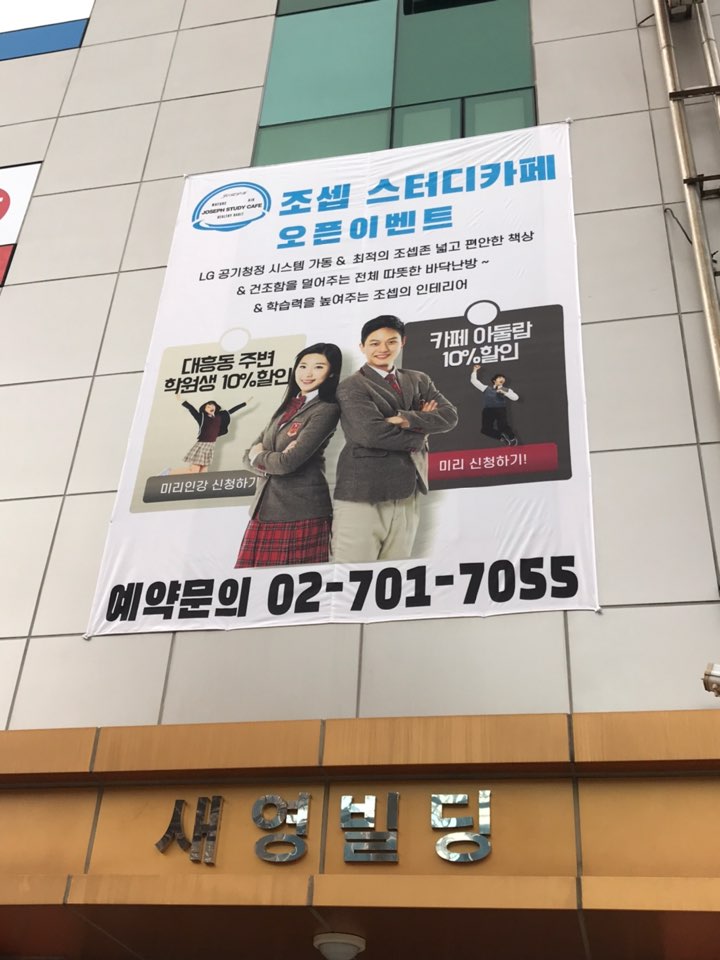 NATURE AIR
JOSEPH STUDY CAFE
HEALTHY HABIT
조셉 스터디카페
오픈이벤트
LG 공기청정 시스템 가동 & 최적의 조셉존 넓고 편안한 책상
& 건조함을 덜어주는 전체 따뜻한 바닥난방 ~
& 학습력을 높여주는 조셉의 인테리어
대흥동 주변
학원생 10%할인
미리인강 신청하기
카페 이둘람
10%할인
미리 신청하기!
예약문의 02-701-7055
새영빌딩